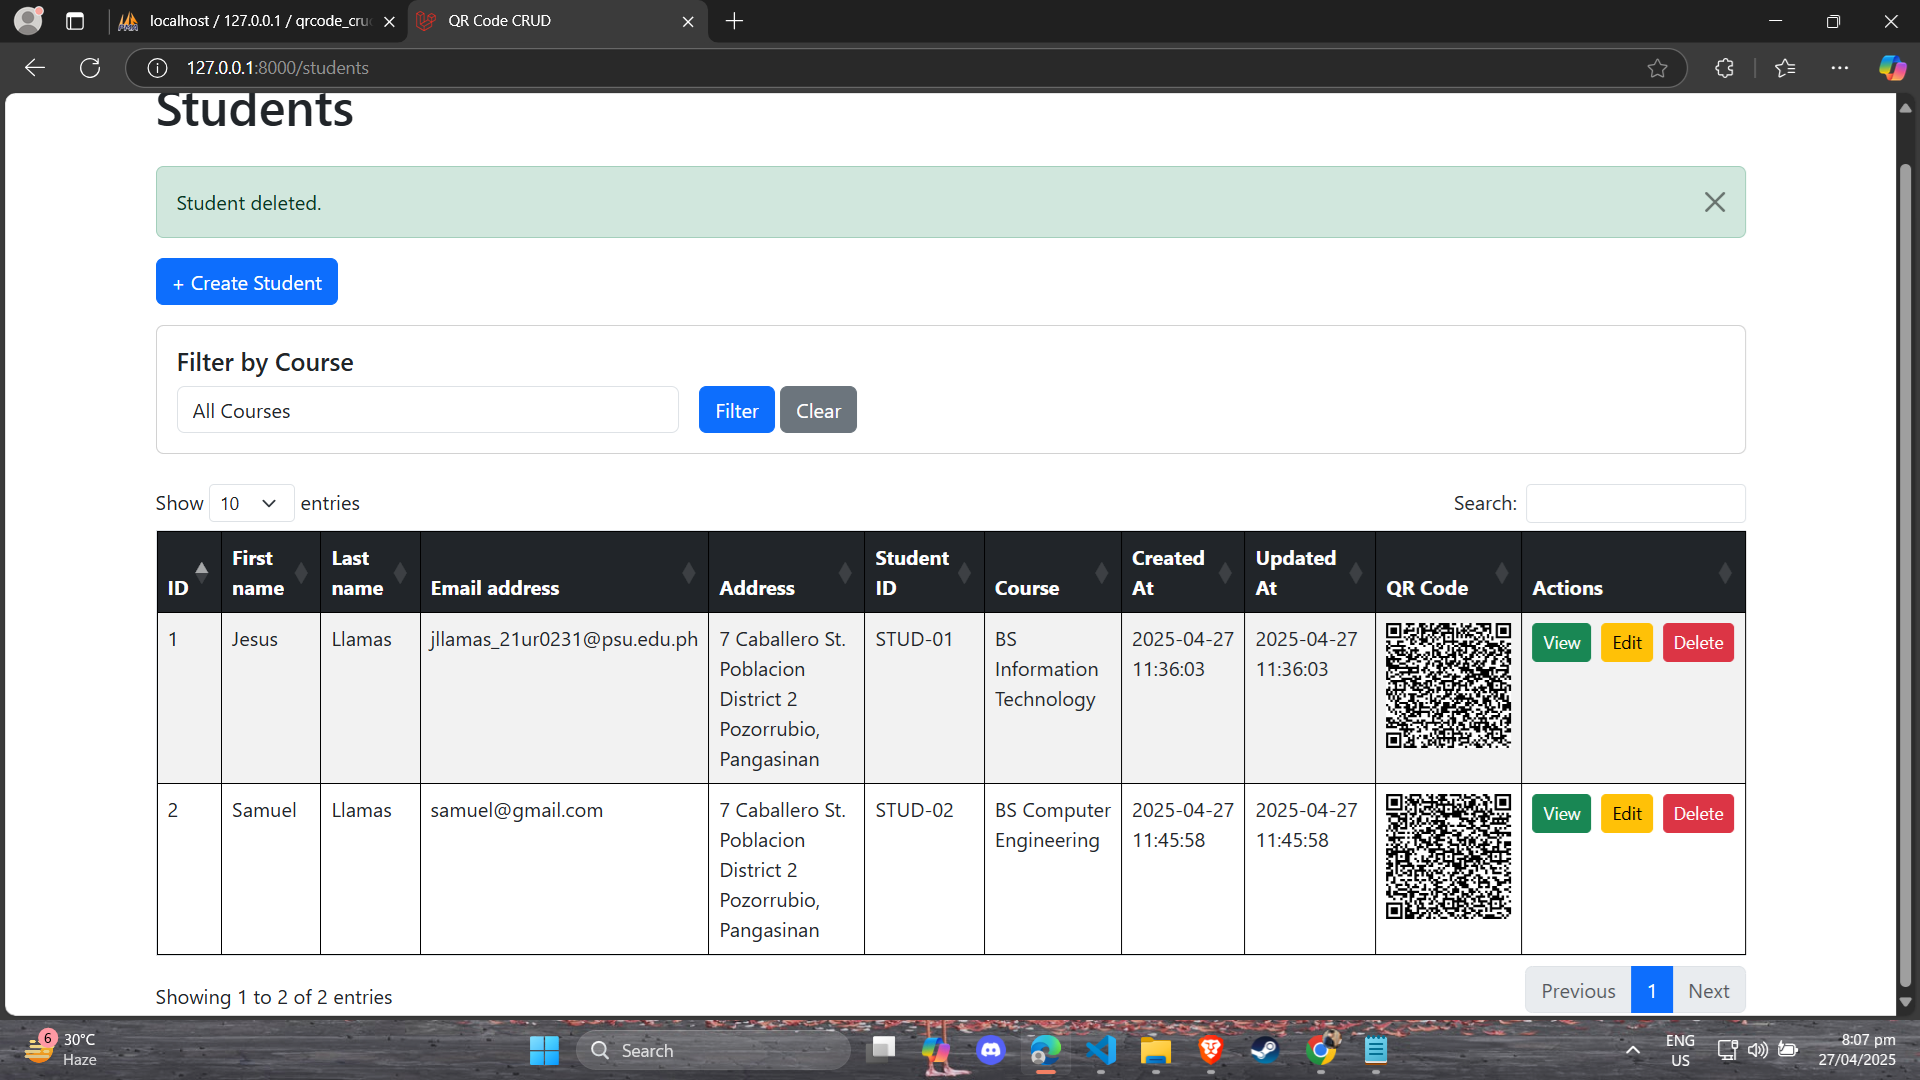 localhost / 127.0.0.1 / qrcode_cru
QR Code CRUD
127.0.0.1:8000/students
Students
Student deleted.
+ Create Student
Filter by Course
All Courses
Filter
Clear
Show 10 entries
Search:
ID
First name
Last name
Email address
Address
Student ID
Course
Created At
Updated At
QR Code
Actions
1
Jesus
Llamas
jllamas_21ur0231@psu.edu.ph
7 Caballero St.
Poblacion
District 2
Pozorrubio,
Pangasinan
STUD-01
BS
Information
Technology
2025-04-27
11:36:03
2025-04-27
11:36:03
View
Edit
Delete
2
Samuel
Llamas
samuel@gmail.com
7 Caballero St.
Poblacion
District 2
Pozorrubio,
Pangasinan
STUD-02
BS Computer
Engineering
2025-04-27
11:45:58
2025-04-27
11:45:58
View
Edit
Delete
Showing 1 to 2 of 2 entries
Previous
1
Next
6
30°C
Haze
Search
ENG
US
8:07 pm
27/04/2025